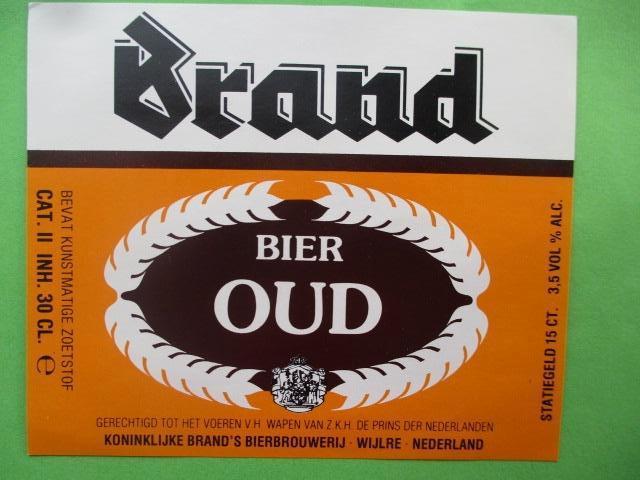 Brand
BEVAT KUNSTMATIGE ZOETSTOF
CAT. II INH. 30 CL. ℮
BIER
OUD
STATIEGELD 15 CT. 3,5 VOL % ALC.
GERECHTIGD TOT HET VOEREN V.H. WAPEN VAN Z.K.H. DE PRINS DER NEDERLANDEN
KONINKLIJKE BRAND'S BIERBROUWERIJ · WIJLRE · NEDERLAND